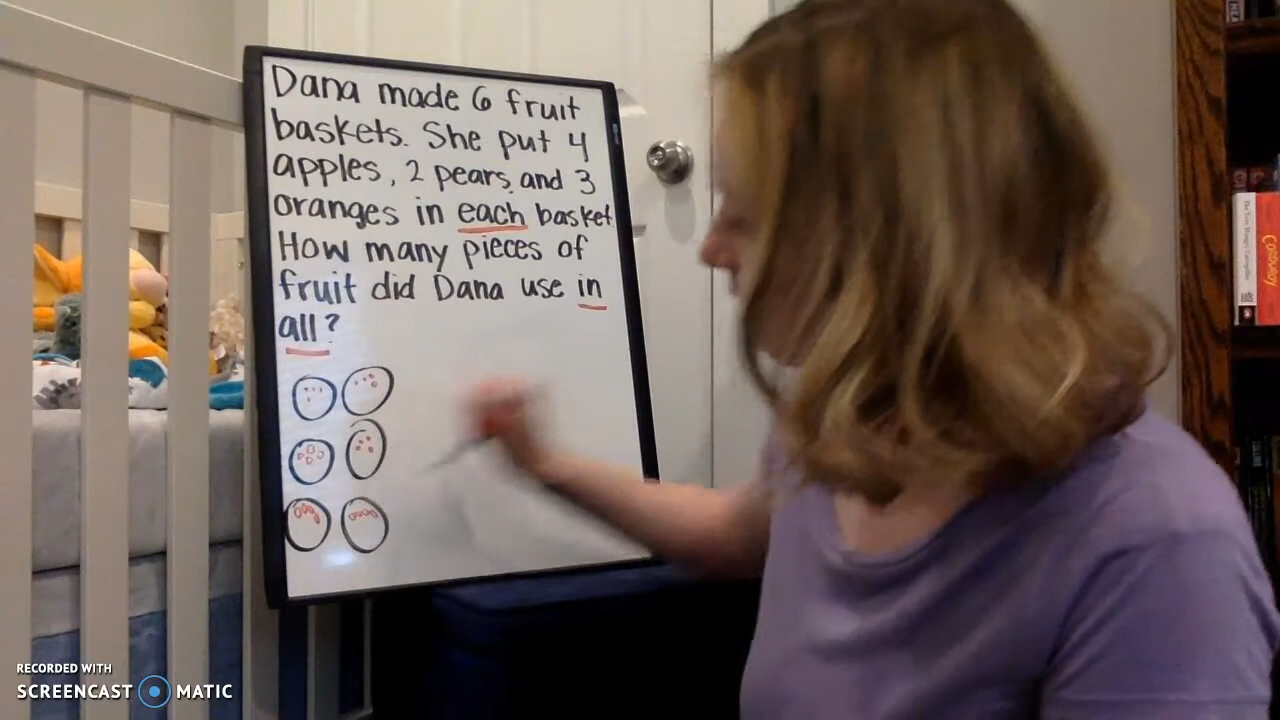 Dana made 6 fruit
baskets. She put 4
apples, 2 pears, and 3
oranges in each basket
How many pieces of
fruit did Dana use in
all?
RECORDED WITH
SCREENCAST MATIC